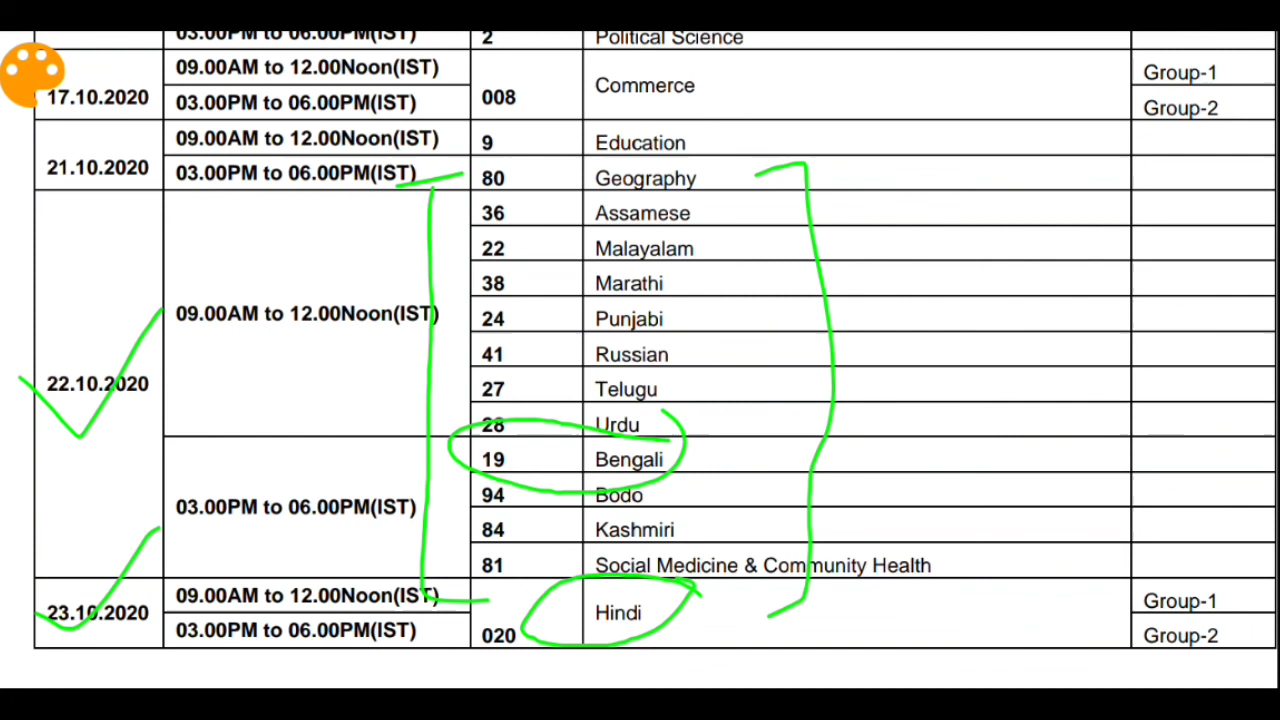 03.00PM to 06.00PM(IST) 2 Political Science
17.10.2020 09.00AM to 12.00Noon(IST) 008 Commerce Group-1
03.00PM to 06.00PM(IST) Group-2
21.10.2020 09.00AM to 12.00Noon(IST) 9 Education
03.00PM to 06.00PM(IST) 80 Geography
22.10.2020 09.00AM to 12.00Noon(IST) 36 Assamese
22 Malayalam
38 Marathi
24 Punjabi
41 Russian
27 Telugu
28 Urdu
03.00PM to 06.00PM(IST) 19 Bengali
94 Bodo
84 Kashmiri
81 Social Medicine & Community Health
23.10.2020 09.00AM to 12.00Noon(IST) 020 Hindi Group-1
03.00PM to 06.00PM(IST) Group-2